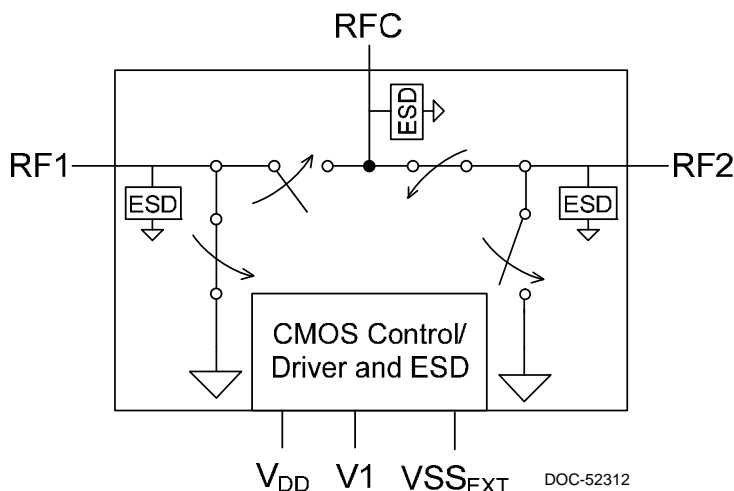 RFC
ESD
RF1
RF2
ESD
ESD
CMOS Control/
Driver and ESD
VDD V1 VSSEXT DOC-52312